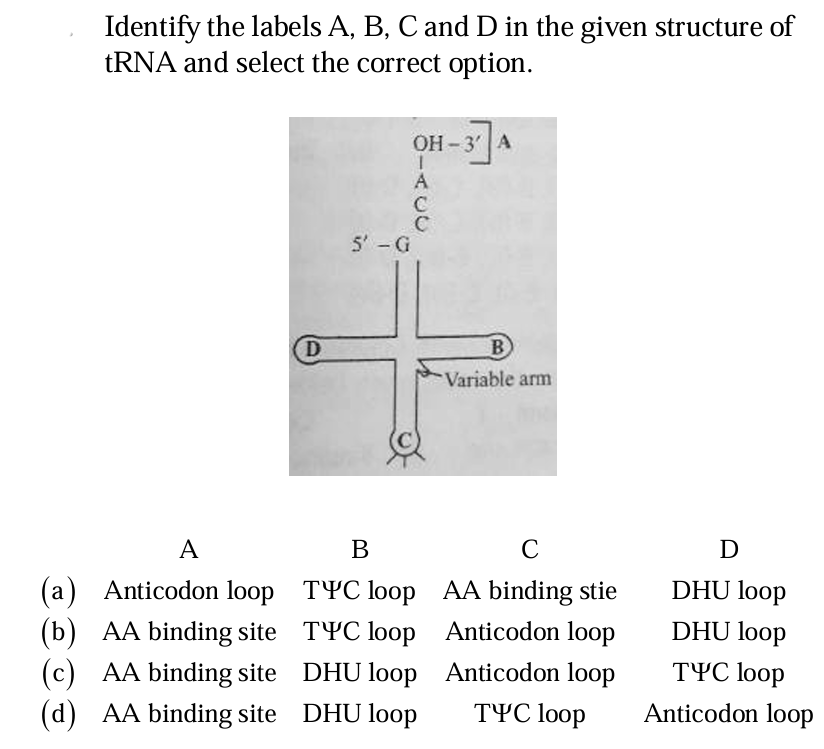 Identify the labels A, B, C and D in the given structure of
tRNA and select the correct option.
OH – 3′ A
A
C
C
5′ – G
D
B
Variable arm
C
A B C D
(a) Anticodon loop TΨC loop AA binding stie DHU loop
(b) AA binding site TΨC loop Anticodon loop DHU loop
(c) AA binding site DHU loop Anticodon loop TΨC loop
(d) AA binding site DHU loop TΨC loop Anticodon loop